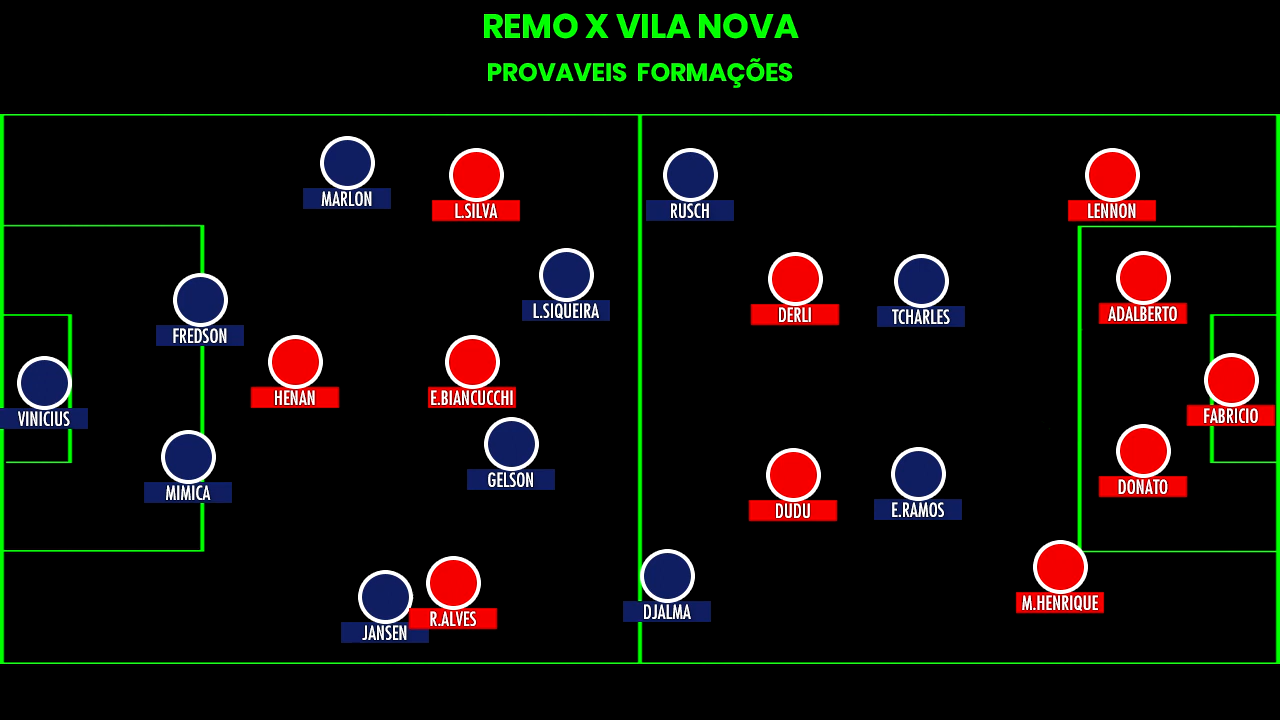 REMO X VILA NOVA
PROVAVEIS FORMAÇÕES
MARLON
L.SILVA
RUSCH
LENNON
L.SIQUEIRA
DERLI
TCHARLES
ADALBERTO
FREDSON
HENAN
E.BIANCUCCHI
VINICIUS
FABRICIO
MIMICA
GELSON
DUDU
E.RAMOS
DONATO
JANSEN
R.ALVES
DJALMA
M.HENRIQUE